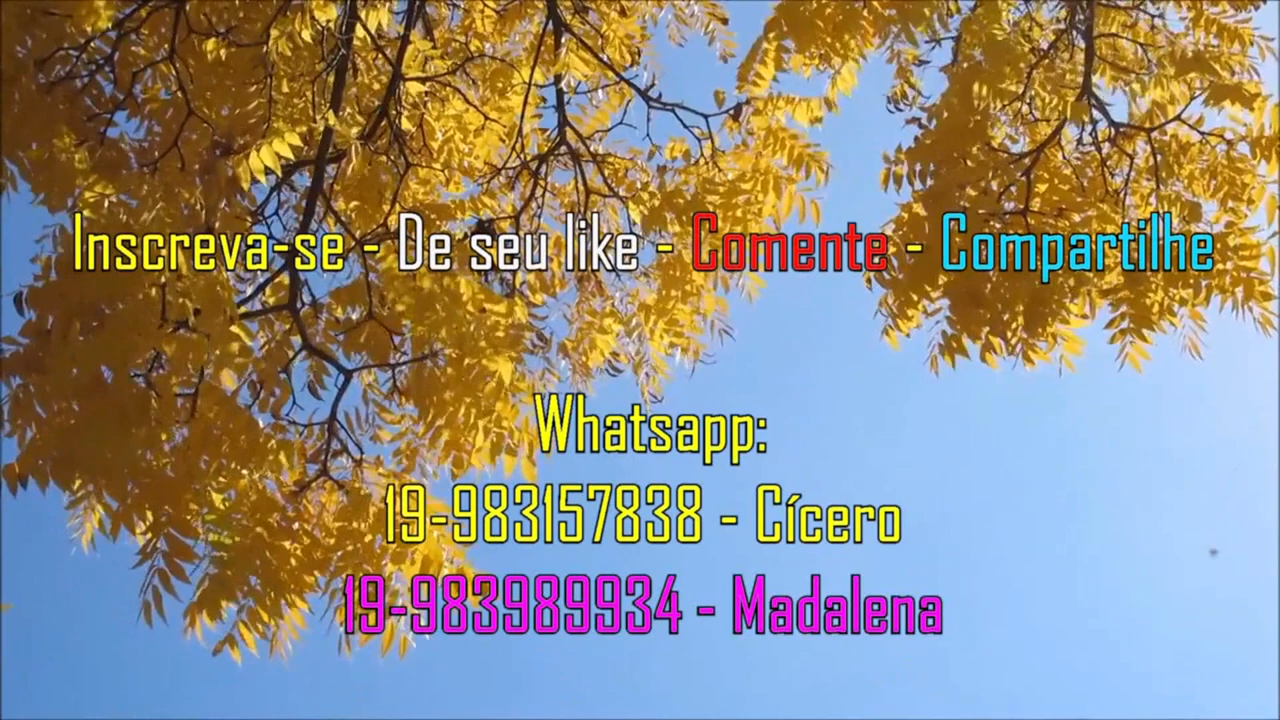 Inscreva-se - De seu like - Comente - Compartilhe
Whatsapp:
19-983157838 - Cícero
19-983989934 - Madalena